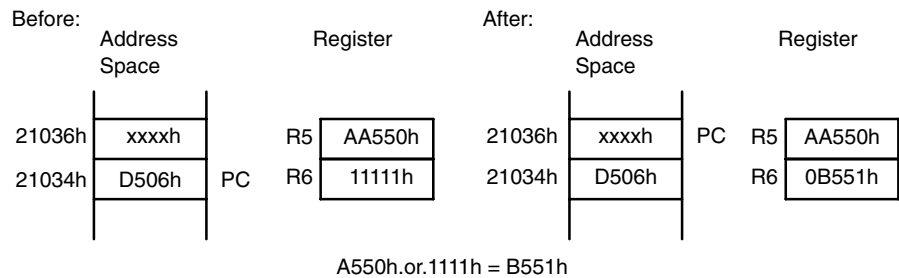 Before:
Address Space
Register
21036h xxxxh R5 AA550h
21034h D506h PC R6 11111h
After:
Address Space
Register
21036h xxxxh PC R5 AA550h
21034h D506h R6 0B551h
A550h.or.1111h = B551h